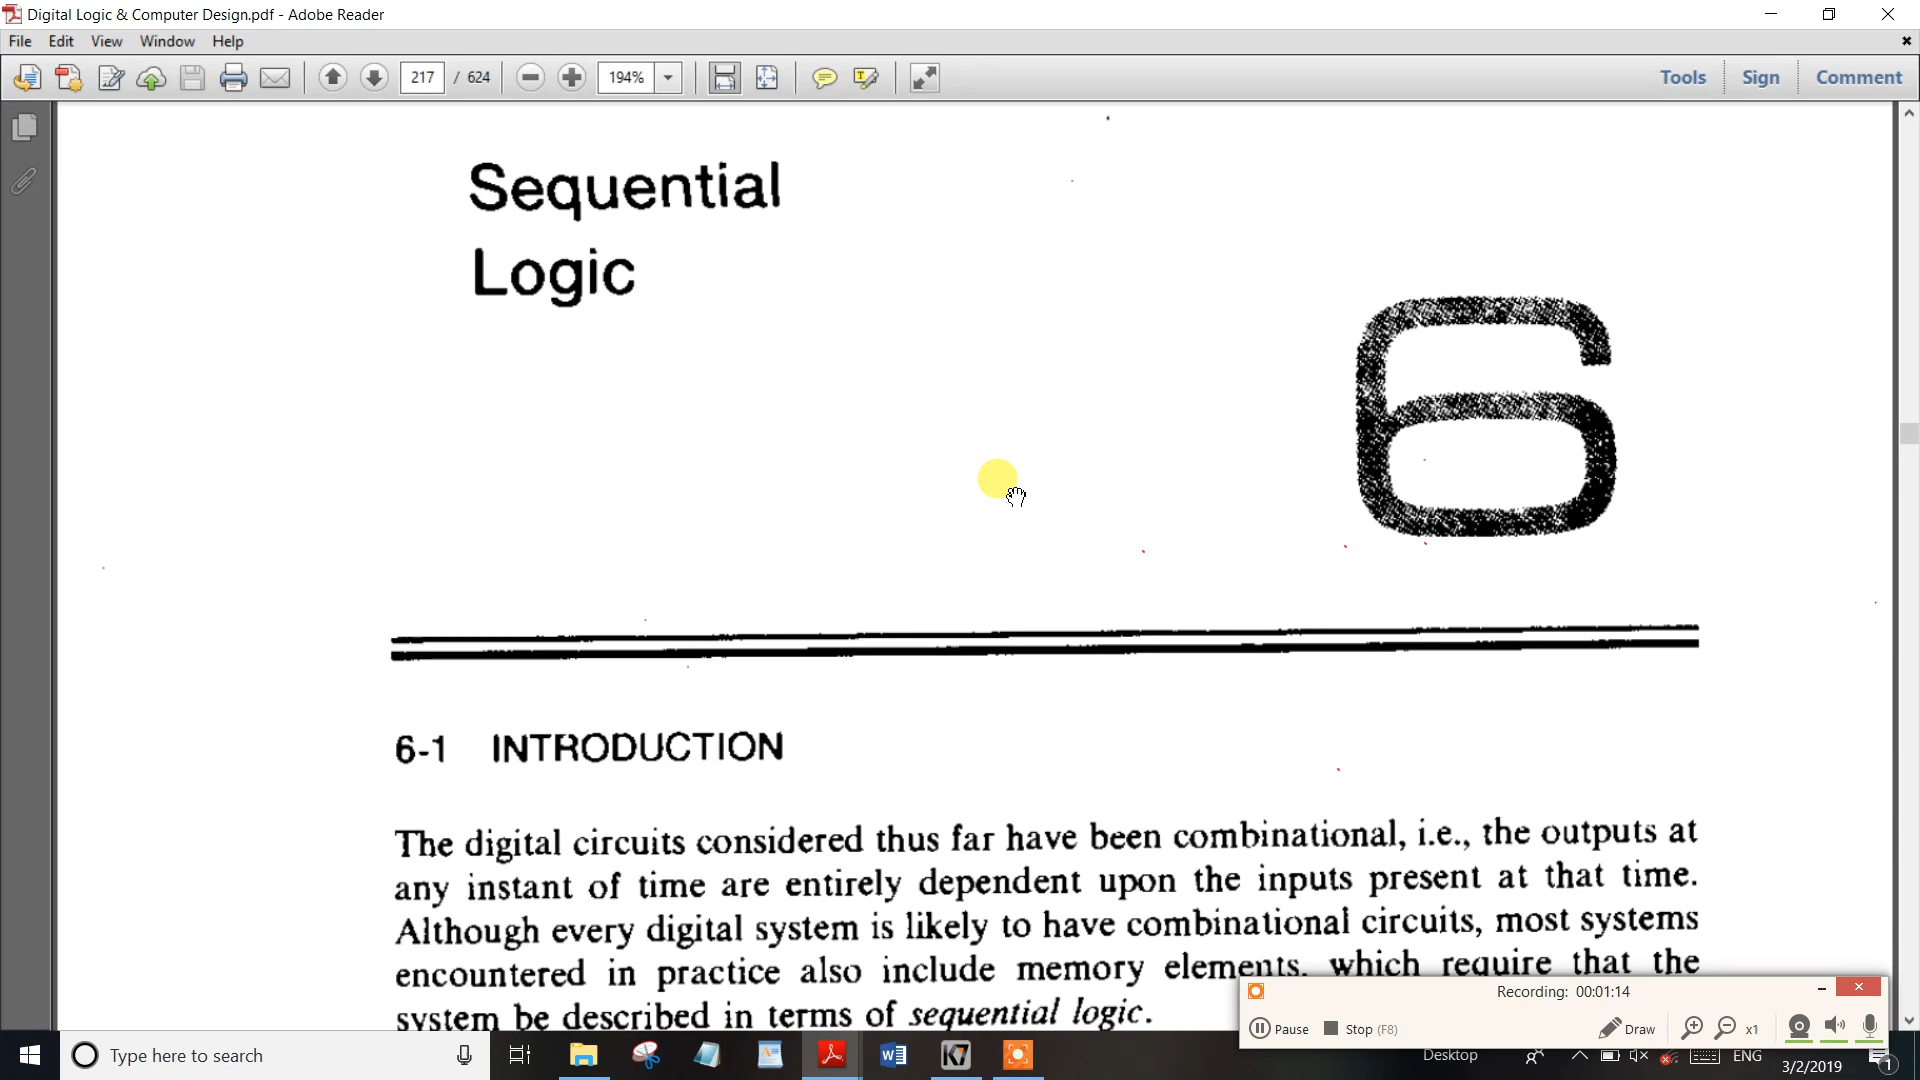 Digital Logic & Computer Design.pdf - Adobe Reader
File Edit View Window Help
217 / 624 194% Tools Sign Comment
Sequential
Logic
6
6-1 INTRODUCTION
The digital circuits considered thus far have been combinational, i.e., the outputs at
any instant of time are entirely dependent upon the inputs present at that time.
Although every digital system is likely to have combinational circuits, most systems
encountered in practice also include memory elements, which require that the
system be described in terms of sequential logic.
Recording: 00:01:14
Pause Stop (F8) Draw x1
Type here to search Desktop ENG
3/2/2019 1